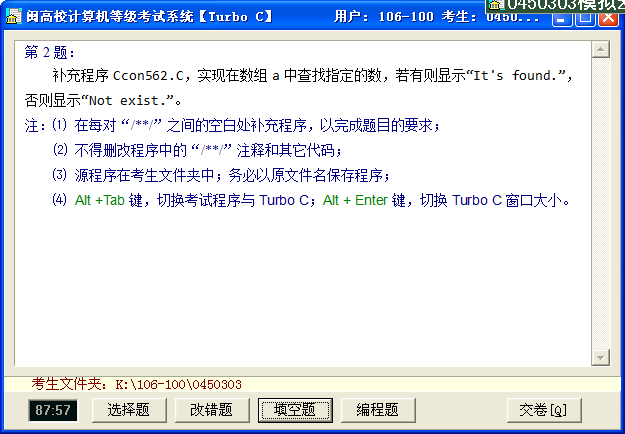 0450303模拟
闽高校计算机等级考试系统【Turbo C】 用户: 106-100 考生: 0450...
第 2 题:
补充程序 Ccon562.C，实现在数组 a 中查找指定的数，若有则显示“It's found.”，
否则显示“Not exist.”。
注: ⑴ 在每对“/**/”之间的空白处补充程序，以完成题目的要求；
⑵ 不得删改程序中的“/**/”注释和其它代码；
⑶ 源程序在考生文件夹中；务必以原文件名保存程序；
⑷ Alt +Tab 键，切换考试程序与 Turbo C；Alt + Enter 键，切换 Turbo C 窗口大小。
考生文件夹: K:\106-100\0450303
87:57 选择题 改错题 填空题 编程题 交卷[Q]